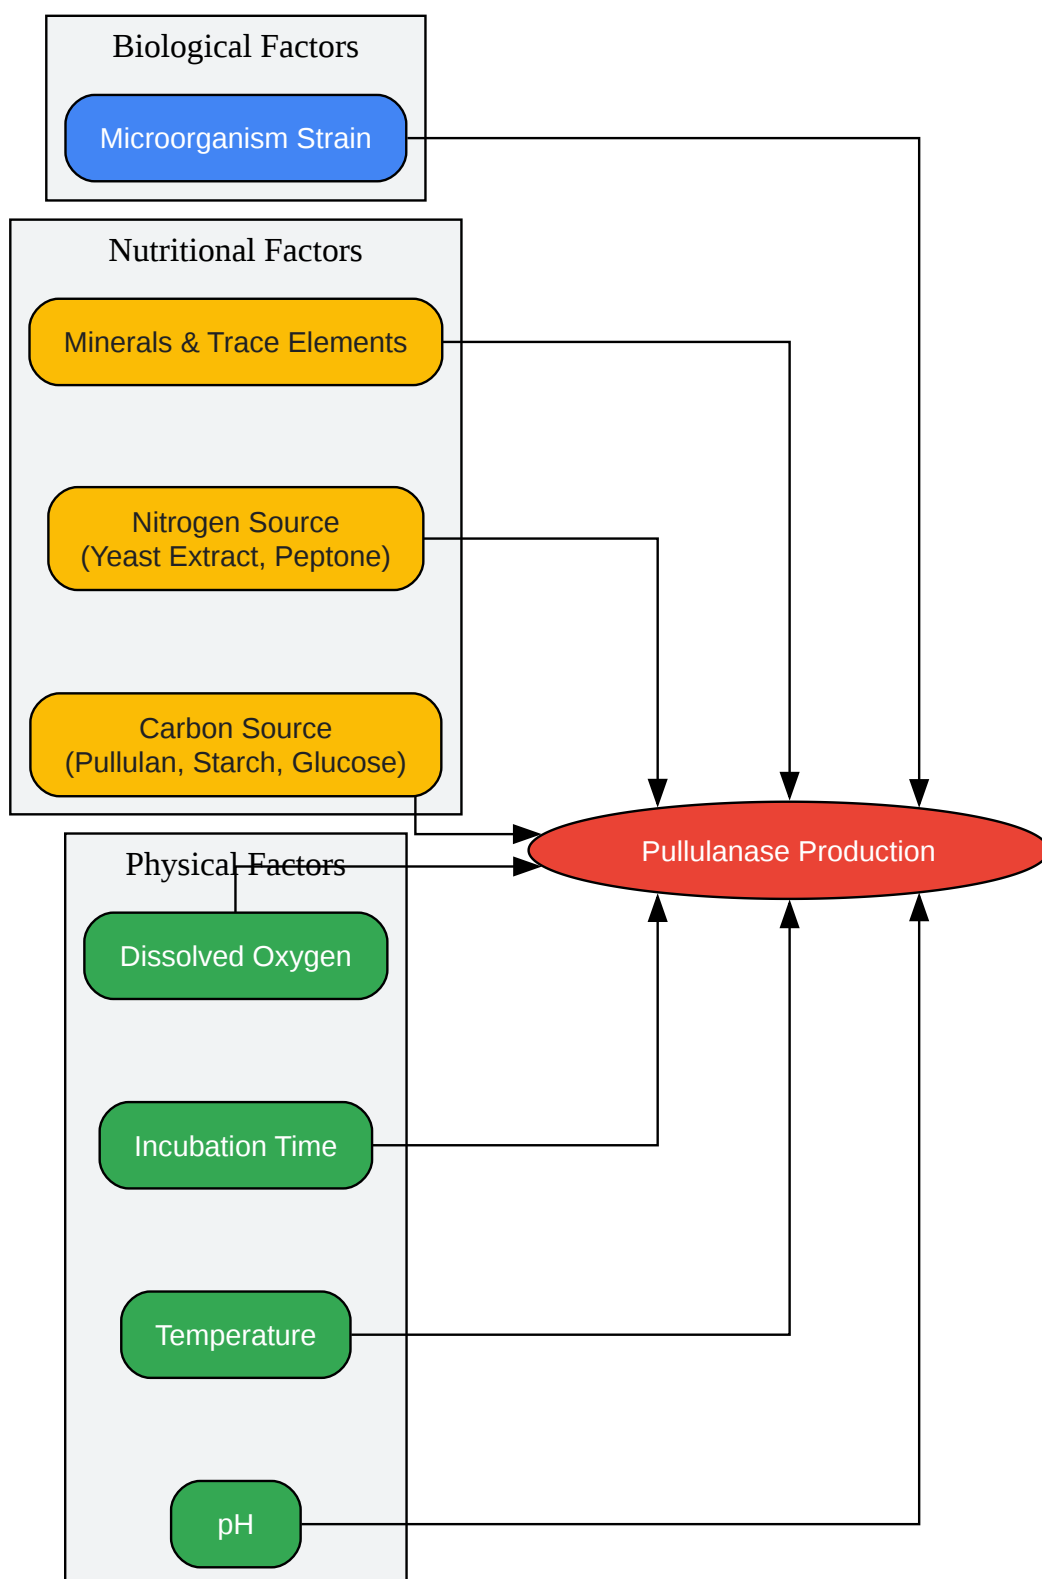 Biological Factors
Microorganism Strain
Nutritional Factors
Minerals & Trace Elements
Nitrogen Source
(Yeast Extract, Peptone)
Carbon Source
(Pullulan, Starch, Glucose)
Pullulanase Production
Physical Factors
Dissolved Oxygen
Incubation Time
Temperature
pH